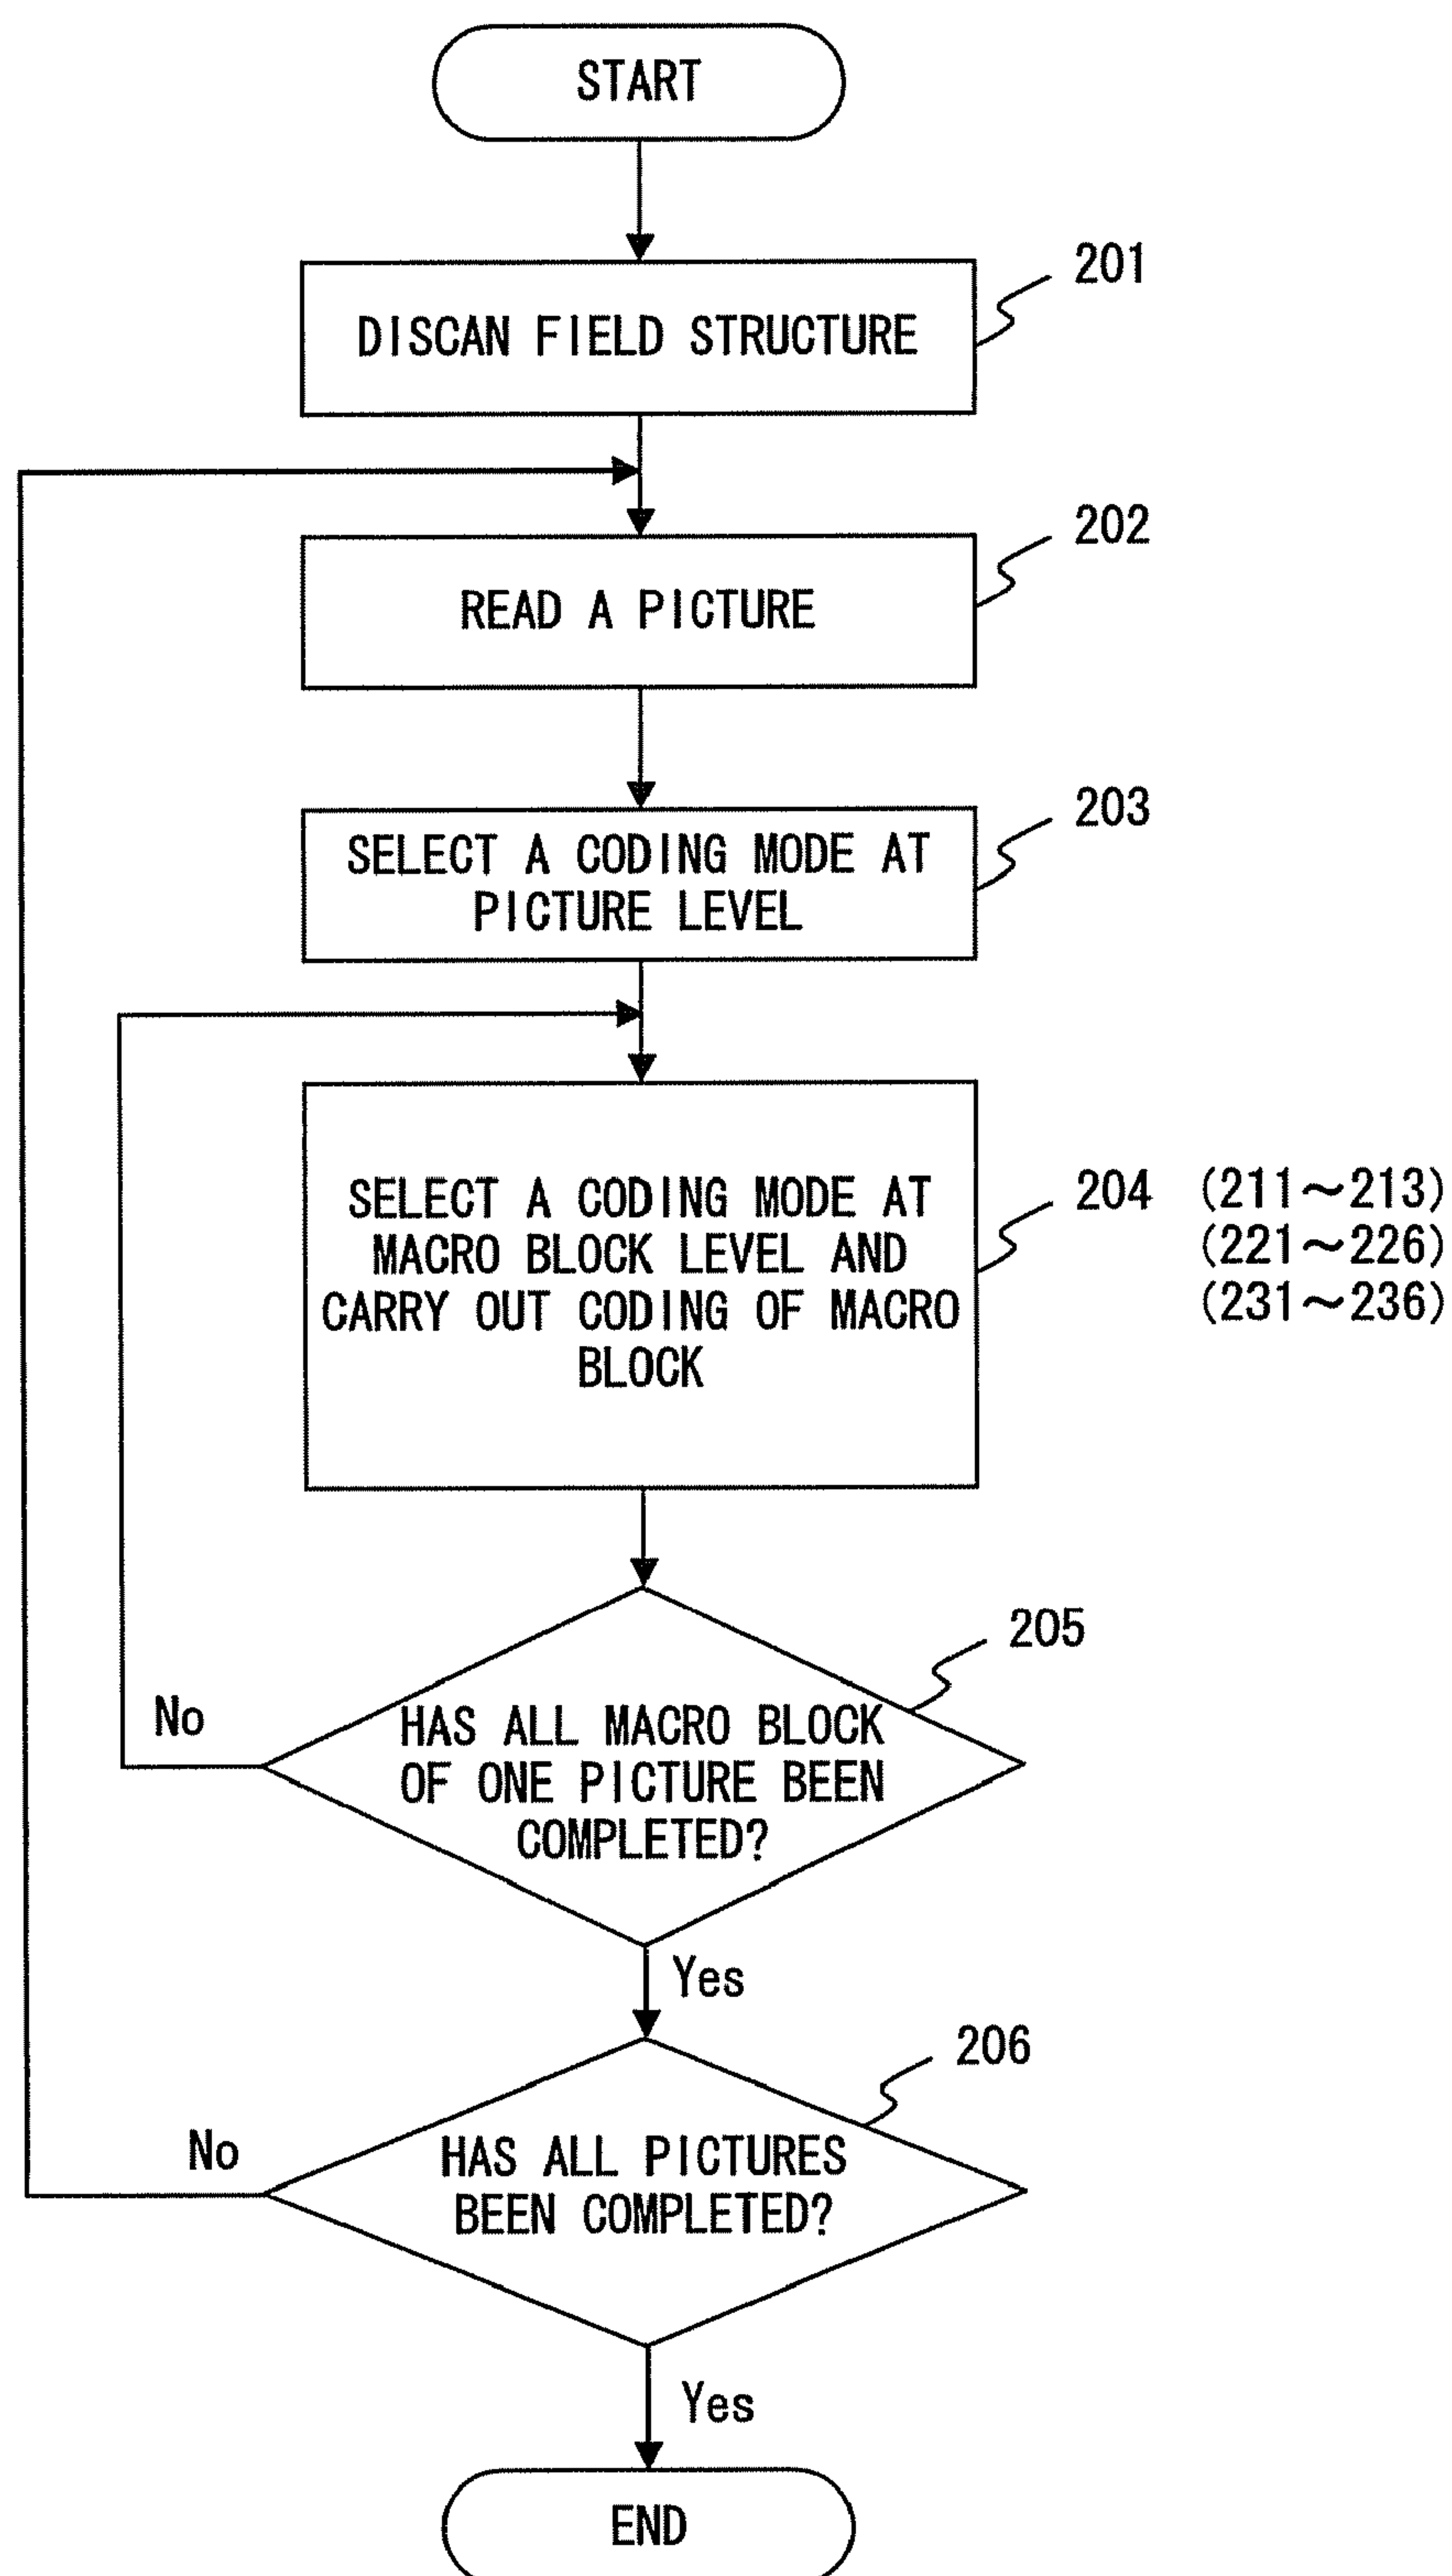 START
201
DISCAN FIELD STRUCTURE
202
READ A PICTURE
203
SELECT A CODING MODE AT
PICTURE LEVEL
204 (211～213)
(221～226)
(231～236)
SELECT A CODING MODE AT
MACRO BLOCK LEVEL AND
CARRY OUT CODING OF MACRO
BLOCK
205
No
HAS ALL MACRO BLOCK
OF ONE PICTURE BEEN
COMPLETED?
Yes
206
No
HAS ALL PICTURES
BEEN COMPLETED?
Yes
END